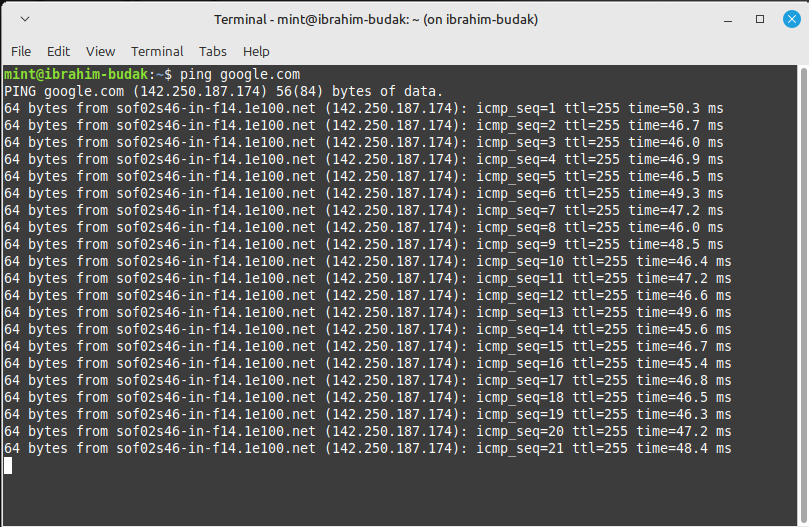 Terminal - mint@ibrahim-budak: ~ (on ibrahim-budak)
File Edit View Terminal Tabs Help
mint@ibrahim-budak:~$ ping google.com
PING google.com (142.250.187.174) 56(84) bytes of data.
64 bytes from sof02s46-in-f14.1e100.net (142.250.187.174): icmp_seq=1 ttl=255 time=50.3 ms
64 bytes from sof02s46-in-f14.1e100.net (142.250.187.174): icmp_seq=2 ttl=255 time=46.7 ms
64 bytes from sof02s46-in-f14.1e100.net (142.250.187.174): icmp_seq=3 ttl=255 time=46.0 ms
64 bytes from sof02s46-in-f14.1e100.net (142.250.187.174): icmp_seq=4 ttl=255 time=46.9 ms
64 bytes from sof02s46-in-f14.1e100.net (142.250.187.174): icmp_seq=5 ttl=255 time=46.5 ms
64 bytes from sof02s46-in-f14.1e100.net (142.250.187.174): icmp_seq=6 ttl=255 time=49.3 ms
64 bytes from sof02s46-in-f14.1e100.net (142.250.187.174): icmp_seq=7 ttl=255 time=47.2 ms
64 bytes from sof02s46-in-f14.1e100.net (142.250.187.174): icmp_seq=8 ttl=255 time=46.0 ms
64 bytes from sof02s46-in-f14.1e100.net (142.250.187.174): icmp_seq=9 ttl=255 time=48.5 ms
64 bytes from sof02s46-in-f14.1e100.net (142.250.187.174): icmp_seq=10 ttl=255 time=46.4 ms
64 bytes from sof02s46-in-f14.1e100.net (142.250.187.174): icmp_seq=11 ttl=255 time=47.2 ms
64 bytes from sof02s46-in-f14.1e100.net (142.250.187.174): icmp_seq=12 ttl=255 time=46.6 ms
64 bytes from sof02s46-in-f14.1e100.net (142.250.187.174): icmp_seq=13 ttl=255 time=49.6 ms
64 bytes from sof02s46-in-f14.1e100.net (142.250.187.174): icmp_seq=14 ttl=255 time=45.6 ms
64 bytes from sof02s46-in-f14.1e100.net (142.250.187.174): icmp_seq=15 ttl=255 time=46.7 ms
64 bytes from sof02s46-in-f14.1e100.net (142.250.187.174): icmp_seq=16 ttl=255 time=45.4 ms
64 bytes from sof02s46-in-f14.1e100.net (142.250.187.174): icmp_seq=17 ttl=255 time=46.8 ms
64 bytes from sof02s46-in-f14.1e100.net (142.250.187.174): icmp_seq=18 ttl=255 time=46.5 ms
64 bytes from sof02s46-in-f14.1e100.net (142.250.187.174): icmp_seq=19 ttl=255 time=46.3 ms
64 bytes from sof02s46-in-f14.1e100.net (142.250.187.174): icmp_seq=20 ttl=255 time=47.2 ms
64 bytes from sof02s46-in-f14.1e100.net (142.250.187.174): icmp_seq=21 ttl=255 time=48.4 ms